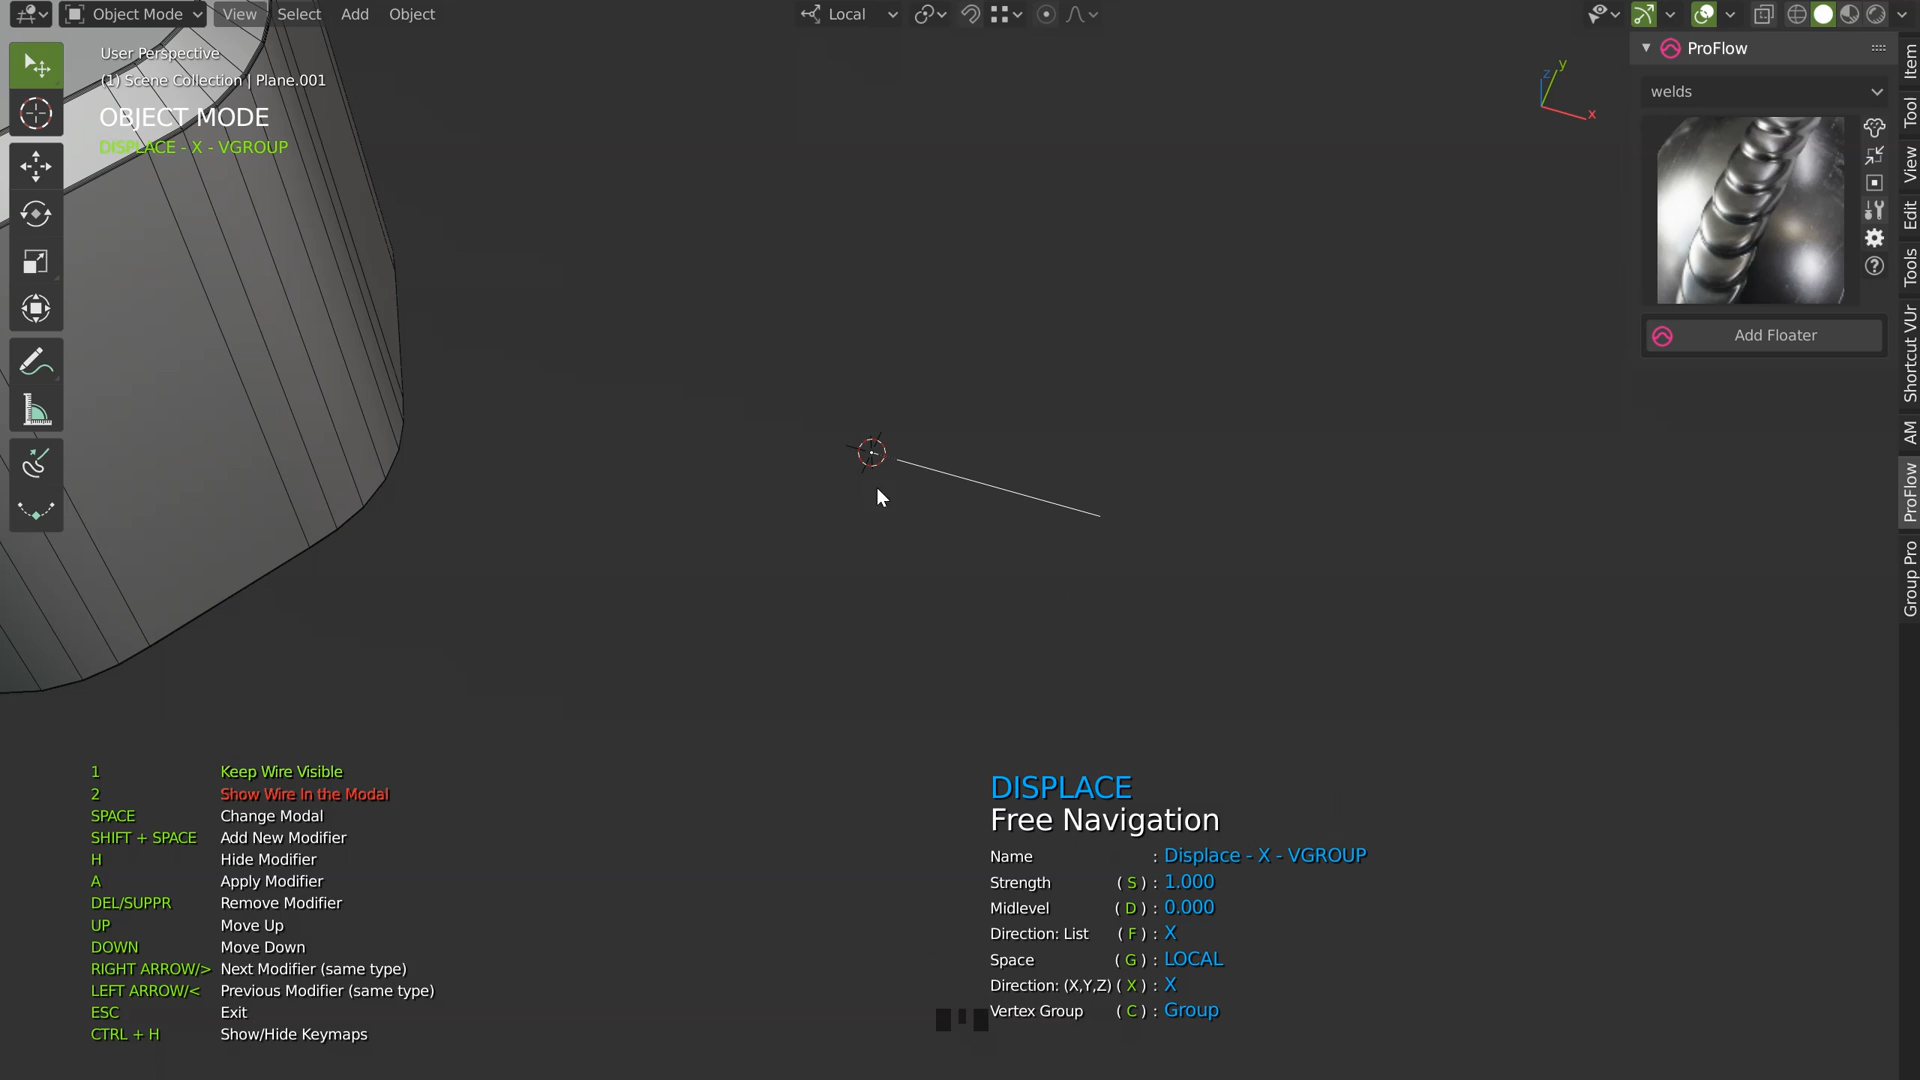 Object Mode View Select Add Object Local
User Perspective
(1) Scene Collection | Plane.001
OBJECT MODE
DISPLACE - X - VGROUP
z y
x
ProFlow
welds
Add Floater
Item
Tool
View
Edit
Tools
Shortcut VUr
AM
ProFlow
Group Pro
1 Keep Wire Visible
2 Show Wire In the Modal
SPACE Change Modal
SHIFT + SPACE Add New Modifier
H Hide Modifier
A Apply Modifier
DEL/SUPPR Remove Modifier
UP Move Up
DOWN Move Down
RIGHT ARROW/> Next Modifier (same type)
LEFT ARROW/< Previous Modifier (same type)
ESC Exit
CTRL + H Show/Hide Keymaps
DISPLACE
Free Navigation
Name : Displace - X - VGROUP
Strength ( S ) : 1.000
Midlevel ( D ) : 0.000
Direction: List ( F ) : X
Space ( G ) : LOCAL
Direction: (X,Y,Z) ( X ) : X
Vertex Group ( C ) : Group